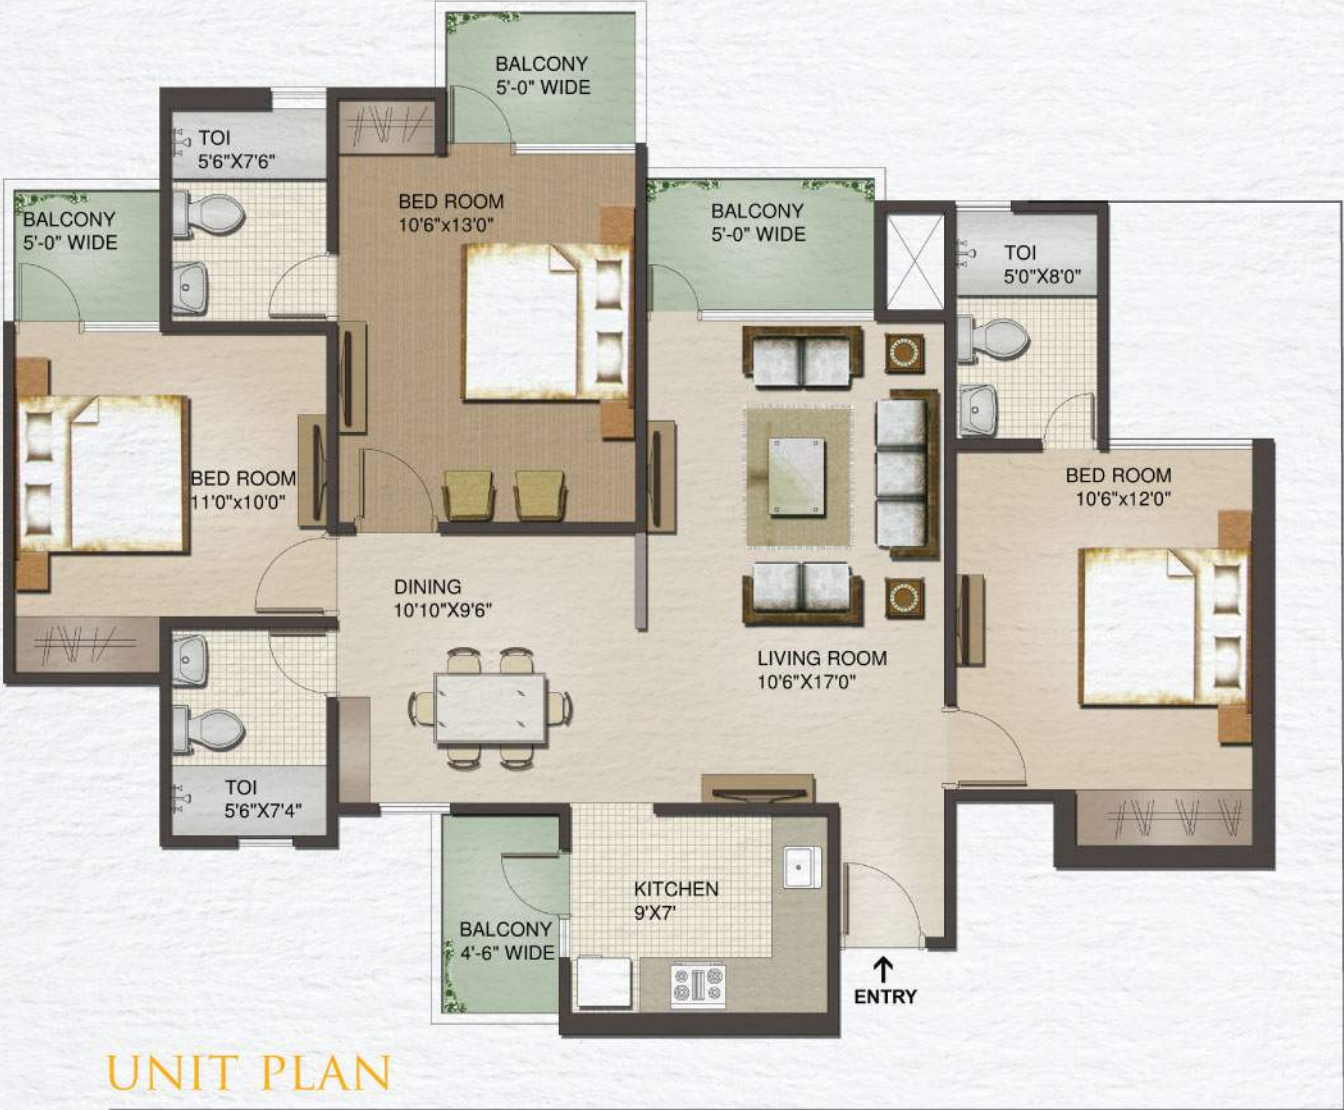 BALCONY
5'-0" WIDE
TOI
5'6"X7'6"
BALCONY
5'-0" WIDE
BED ROOM
10'6"x13'0"
BALCONY
5'-0" WIDE
TOI
5'0"X8'0"
BED ROOM
11'0"x10'0"
BED ROOM
10'6"x12'0"
DINING
10'10"X9'6"
LIVING ROOM
10'6"X17'0"
TOI
5'6"X7'4"
KITCHEN
9'X7'
BALCONY
4'-6" WIDE
ENTRY
UNIT PLAN